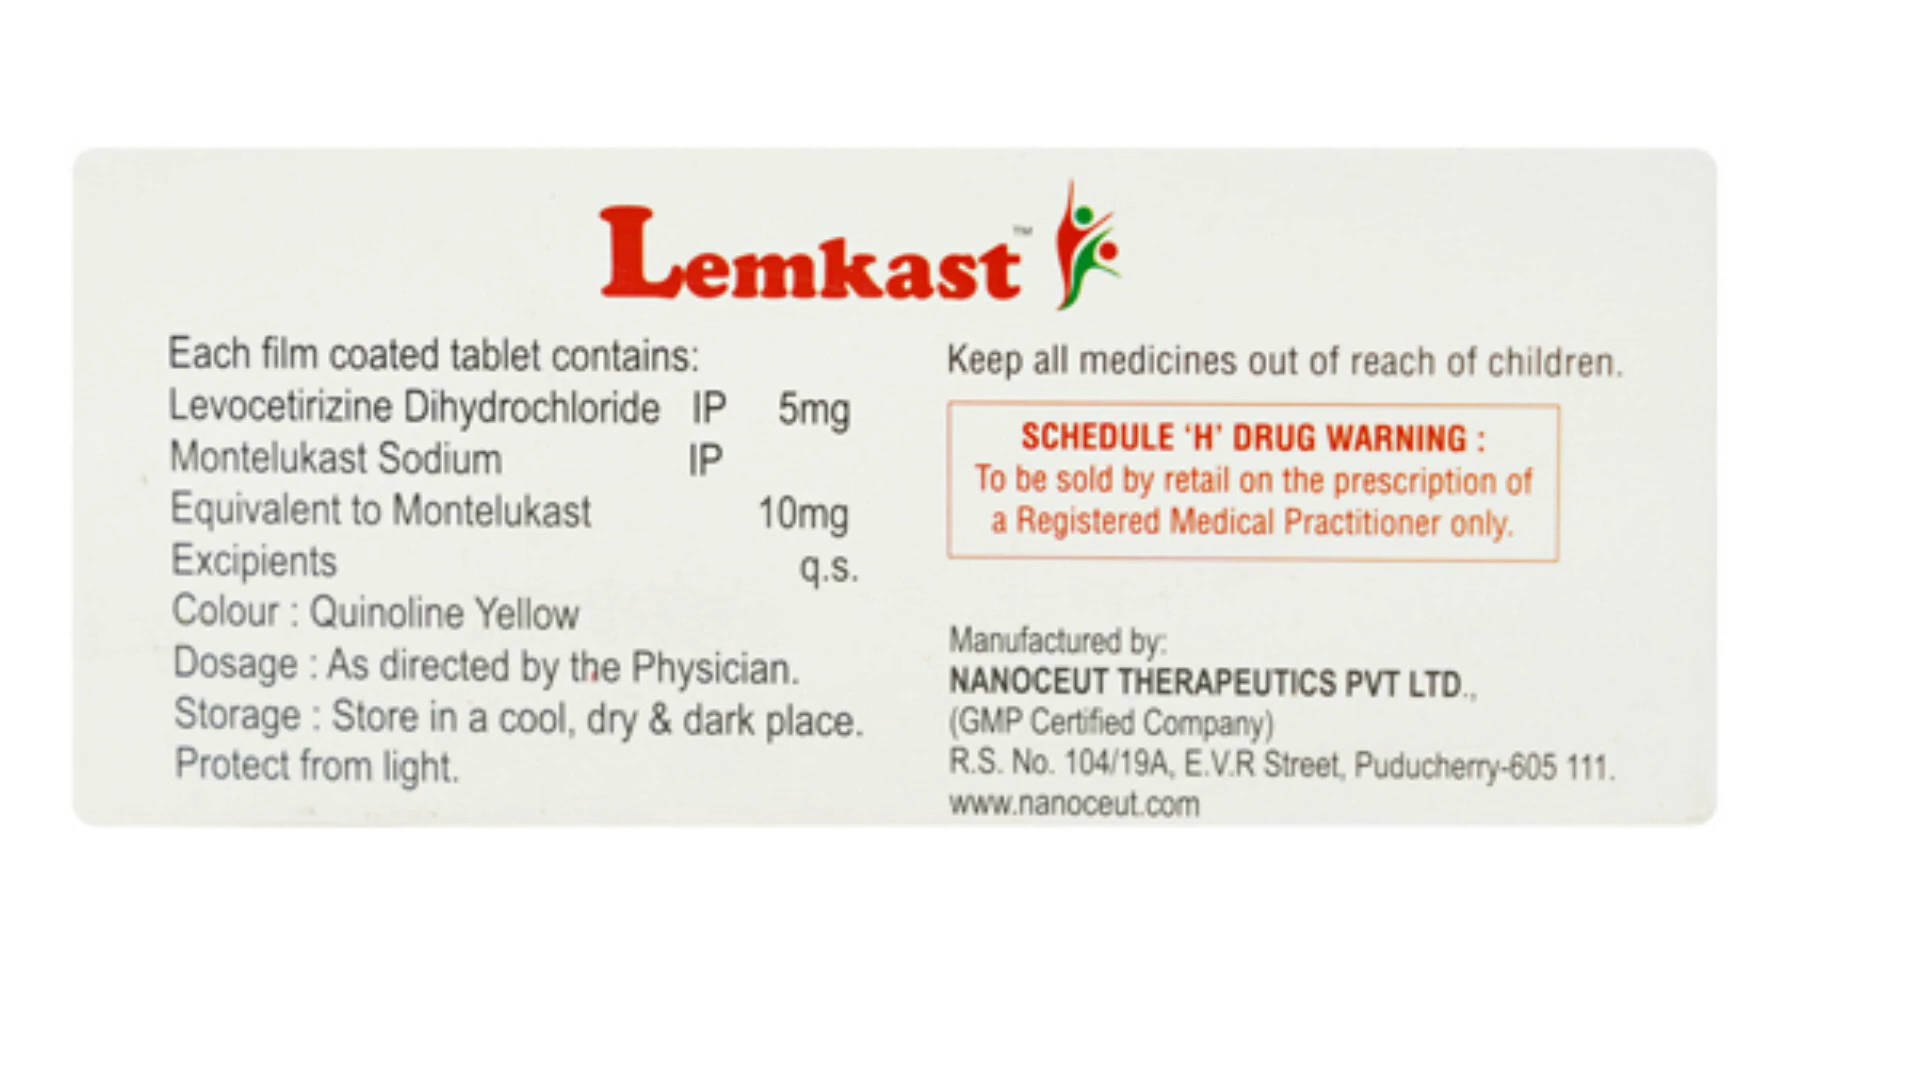 Lemkast™
Each film coated tablet contains:
Levocetirizine Dihydrochloride IP 5mg
Montelukast Sodium IP
Equivalent to Montelukast 10mg
Excipients q.s.
Colour : Quinoline Yellow
Dosage : As directed by the Physician.
Storage : Store in a cool, dry & dark place.
Protect from light.
Keep all medicines out of reach of children.
SCHEDULE ‘H’ DRUG WARNING :
To be sold by retail on the prescription of
a Registered Medical Practitioner only.
Manufactured by:
NANOCEUT THERAPEUTICS PVT LTD.,
(GMP Certified Company)
R.S. No. 104/19A, E.V.R Street, Puducherry-605 111.
www.nanoceut.com